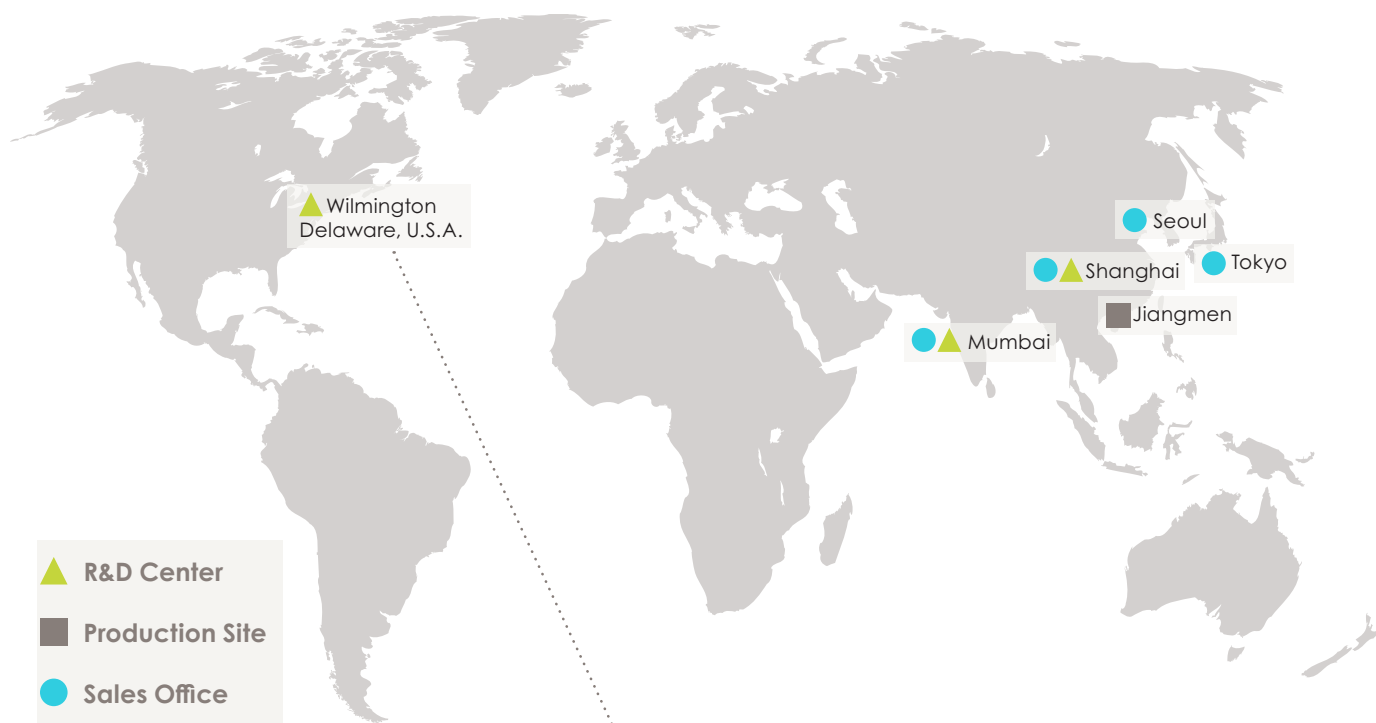 Wilmington
Delaware, U.S.A.
Seoul
Tokyo
Shanghai
Jiangmen
Mumbai
R&D Center
Production Site
Sales Office